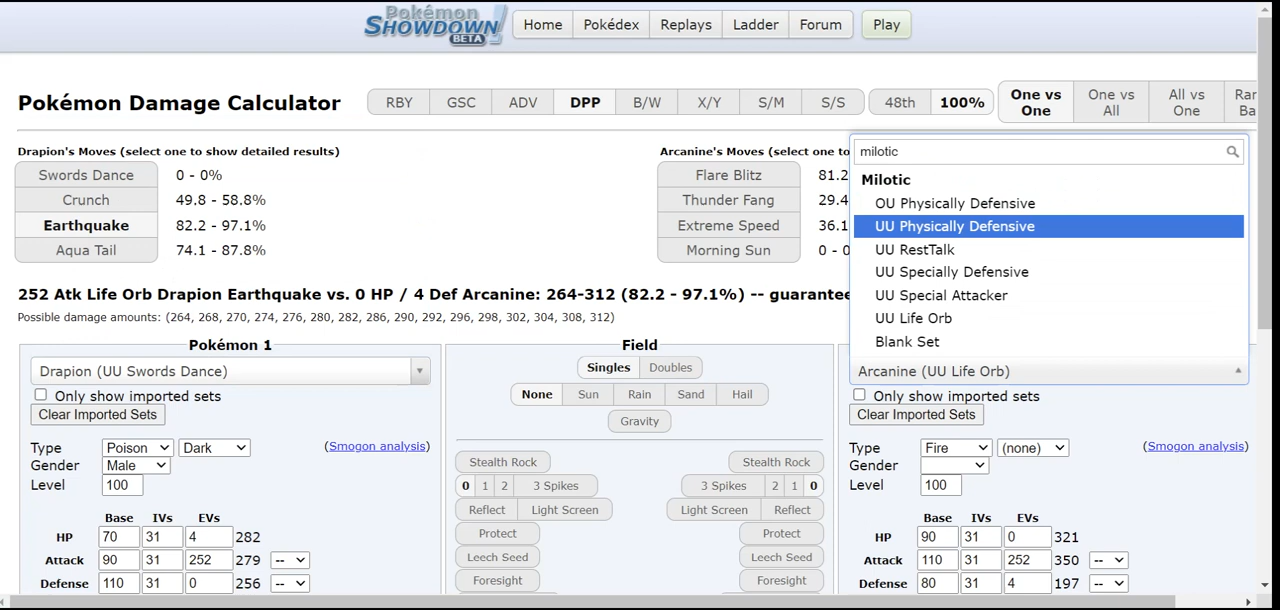 Pokémon SHOWDOWN! BETA Home Pokédex Replays Ladder Forum Play
Pokémon Damage Calculator RBY GSC ADV DPP B/W X/Y S/M S/S 48th 100% One vs One One vs All All vs One
Drapion's Moves (select one to show detailed results)
Swords Dance 0 - 0%
Crunch 49.8 - 58.8%
Earthquake 82.2 - 97.1%
Aqua Tail 74.1 - 87.8%
Arcanine's Moves (select one to
Flare Blitz 81.2
Thunder Fang 29.4
Extreme Speed 36.1
Morning Sun 0 - 0
milotic
Milotic
OU Physically Defensive
UU Physically Defensive
UU RestTalk
UU Specially Defensive
UU Special Attacker
UU Life Orb
Blank Set
Arcanine (UU Life Orb)
252 Atk Life Orb Drapion Earthquake vs. 0 HP / 4 Def Arcanine: 264-312 (82.2 - 97.1%) -- guarantee
Possible damage amounts: (264, 268, 270, 274, 276, 280, 282, 286, 290, 292, 296, 298, 302, 304, 308, 312)
Pokémon 1
Drapion (UU Swords Dance)
Only show imported sets
Clear Imported Sets
Type Poison Dark (Smogon analysis)
Gender Male
Level 100
Base IVs EVs
HP 70 31 4 282
Attack 90 31 252 279 --
Defense 110 31 0 256 --
Field
Singles Doubles
None Sun Rain Sand Hail
Gravity
Stealth Rock Stealth Rock
0 1 2 3 Spikes 3 Spikes 2 1 0
Reflect Light Screen Light Screen Reflect
Protect Protect
Leech Seed Leech Seed
Foresight Foresight
Only show imported sets
Clear Imported Sets
Type Fire (none) (Smogon analysis)
Gender
Level 100
Base IVs EVs
HP 90 31 0 321
Attack 110 31 252 350 --
Defense 80 31 4 197 --